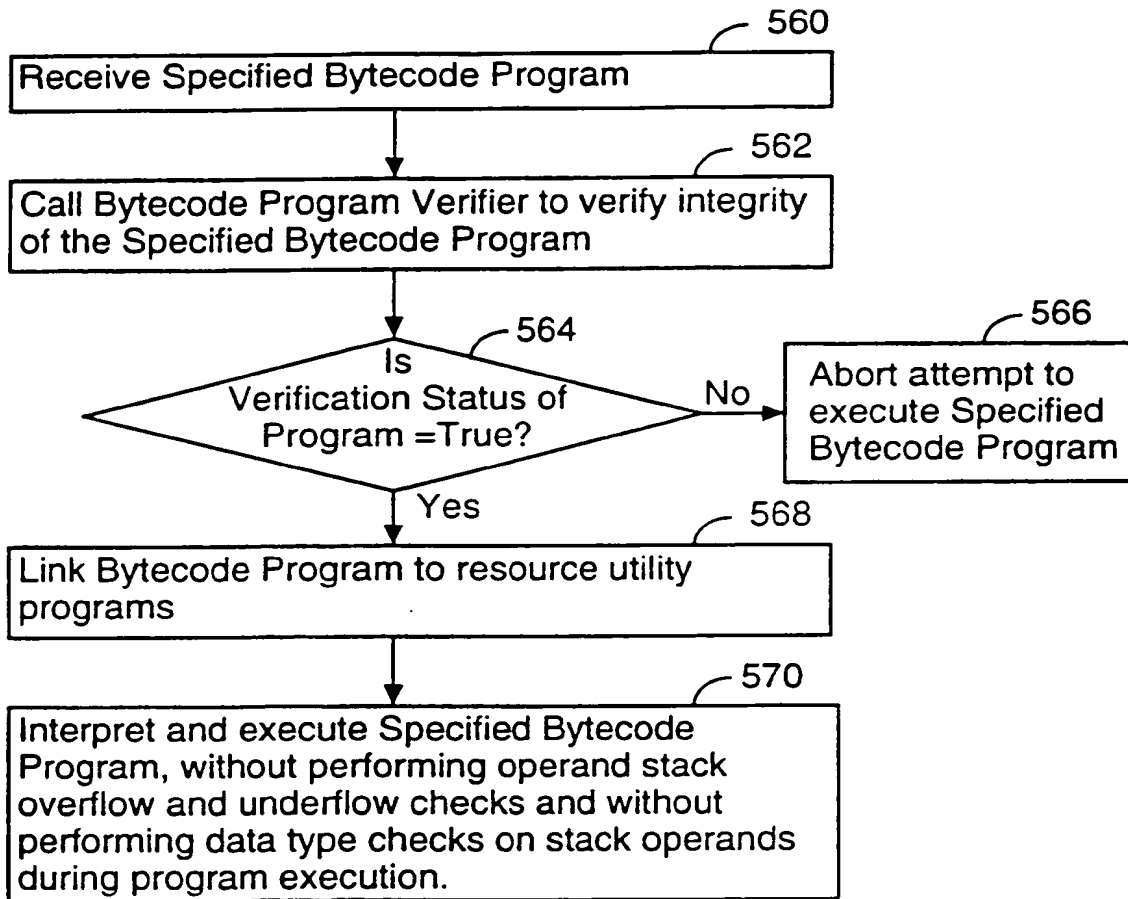 560
Receive Specified Bytecode Program
562
Call Bytecode Program Verifier to verify integrity
of the Specified Bytecode Program
564
Is
Verification Status of
Program =True?
No
566
Abort attempt to
execute Specified
Bytecode Program
Yes
568
Link Bytecode Program to resource utility
programs
570
Interpret and execute Specified Bytecode
Program, without performing operand stack
overflow and underflow checks and without
performing data type checks on stack operands
during program execution.